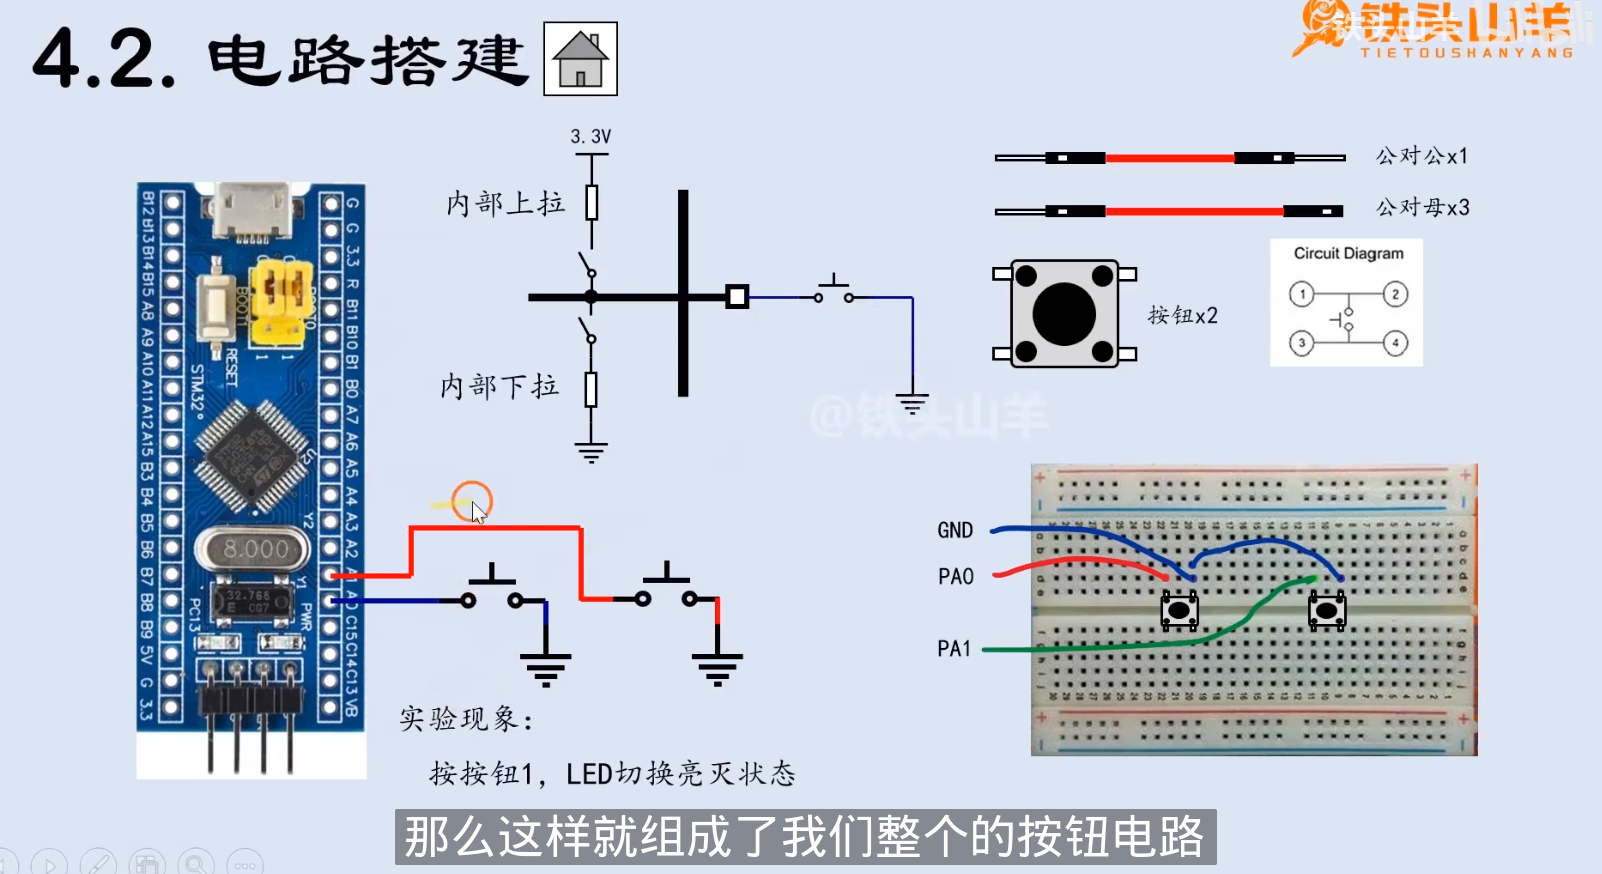 4.2. 电路搭建
铁头山羊
TIETOUSHANYANG
3.3V
内部上拉
内部下拉
公对公x1
公对母x3
按钮x2
Circuit Diagram
1
2
3
4
@铁头山羊
B12
B13
B14
B15
A8
A9
A10
A11
A12
A15
B3
B4
B5
B6
B7
B8
B9
5V
G
3.3
G
G
3.3
R
B11
B10
B1
B0
A7
A6
A5
A4
A3
A2
A1
A0
C15
C14
C13
VB
BOOT1
BOOT0
1
1
RESET
STM32
Y2
8.000
Y1
32.768
E CG7
PWR
PC13
GND
PA0
PA1
实验现象：
按按钮1，LED切换亮灭状态
那么这样就组成了我们整个的按钮电路